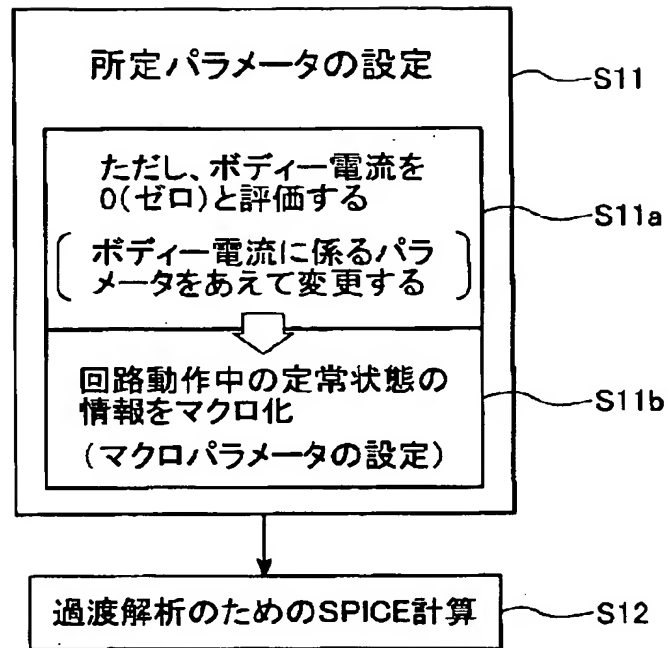 所定パラメータの設定
S11
ただし、ボディー電流を
0(ゼロ)と評価する
S11a
ボディー電流に係るパラ
メータをあえて変更する
回路動作中の定常状態の
情報をマクロ化
S11b
(マクロパラメータの設定)
過渡解析のためのSPICE計算
S12